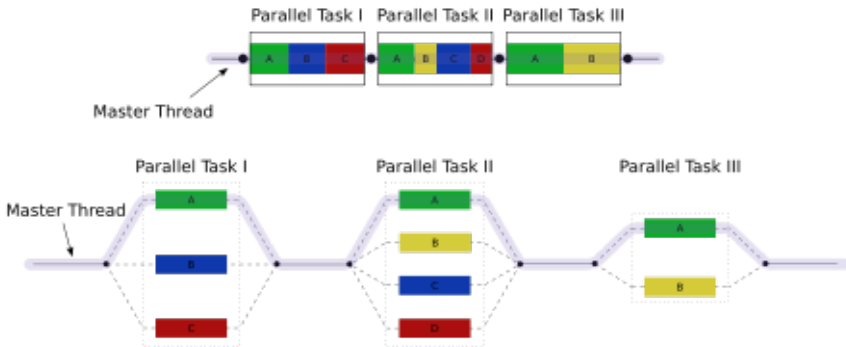 Parallel Task I Parallel Task II Parallel Task III
A B C A B C D A B
Master Thread
Parallel Task I Parallel Task II Parallel Task III
Master Thread
A A
A
B
B
C
B
C D